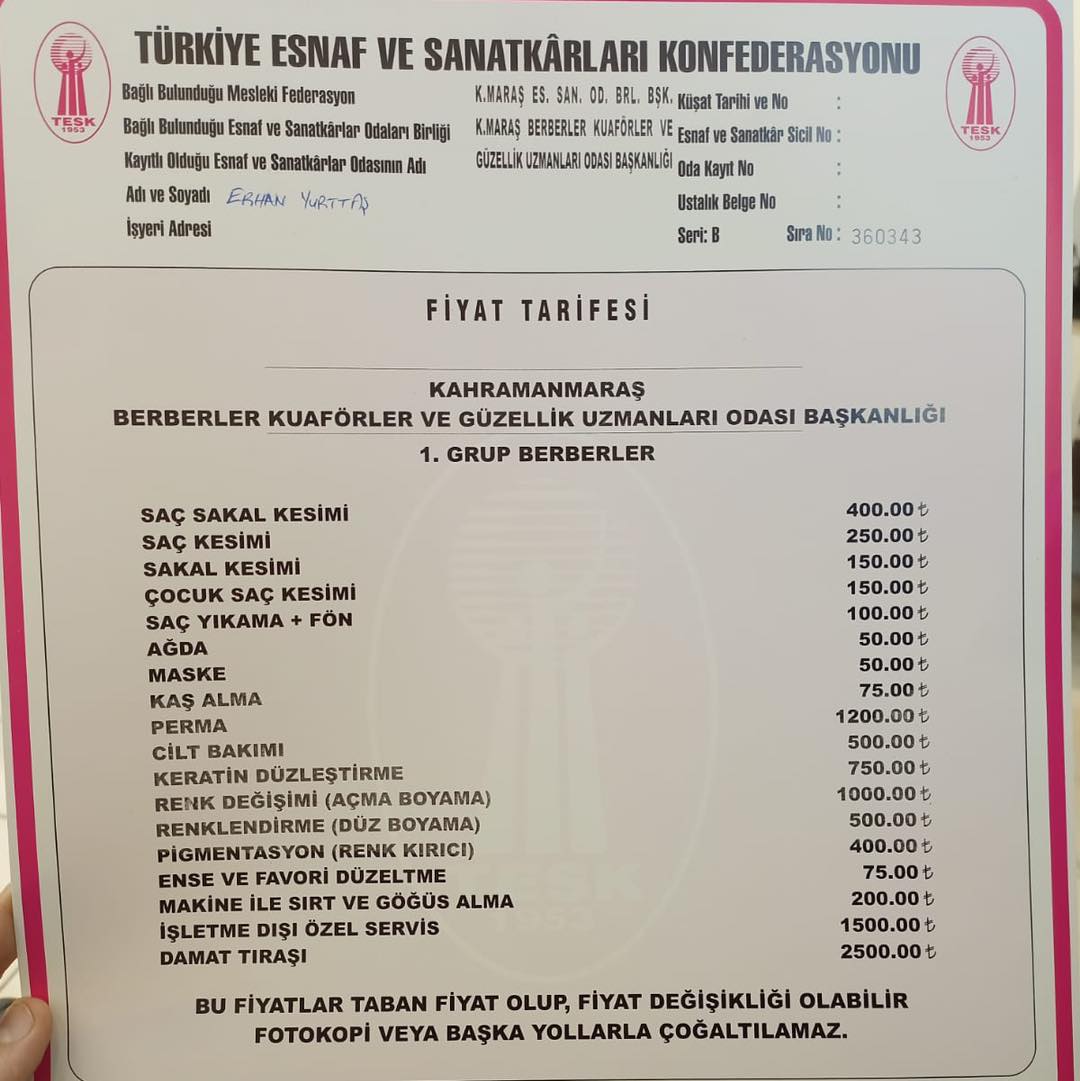 TÜRKİYE ESNAF VE SANATKÂRLARI KONFEDERASYONU
TESK
1953
TESK
1953
Bağlı Bulunduğu Mesleki Federasyon
K.MARAŞ ES. SAN. OD. BRL. BŞK.
Küşat Tarihi ve No :
Bağlı Bulunduğu Esnaf ve Sanatkârlar Odaları Birliği
K.MARAŞ BERBERLER KUAFÖRLER VE
Esnaf ve Sanatkâr Sicil No :
Kayıtlı Olduğu Esnaf ve Sanatkârlar Odasının Adı
GÜZELLİK UZMANLARI ODASI BAŞKANLIĞI
Oda Kayıt No :
Adı ve Soyadı ERHAN YURTTAŞ
Ustalık Belge No :
İşyeri Adresi
Seri: B Sıra No : 360343
FİYAT TARİFESİ
KAHRAMANMARAŞ
BERBERLER KUAFÖRLER VE GÜZELLİK UZMANLARI ODASI BAŞKANLIĞI
1. GRUP BERBERLER
SAÇ SAKAL KESİMİ 400.00 ₺
SAÇ KESİMİ 250.00 ₺
SAKAL KESİMİ 150.00 ₺
ÇOCUK SAÇ KESİMİ 150.00 ₺
SAÇ YIKAMA + FÖN 100.00 ₺
AĞDA 50.00 ₺
MASKE 50.00 ₺
KAŞ ALMA 75.00 ₺
PERMA 1200.00 ₺
CİLT BAKIMI 500.00 ₺
KERATİN DÜZLEŞTİRME 750.00 ₺
RENK DEĞİŞİMİ (AÇMA BOYAMA) 1000.00 ₺
RENKLENDİRME (DÜZ BOYAMA) 500.00 ₺
PİGMENTASYON (RENK KIRICI) 400.00 ₺
ENSE VE FAVORİ DÜZELTME 75.00 ₺
MAKİNE İLE SIRT VE GÖĞÜS ALMA 200.00 ₺
İŞLETME DIŞI ÖZEL SERVİS 1500.00 ₺
DAMAT TIRAŞI 2500.00 ₺
TESK
1953
BU FİYATLAR TABAN FİYAT OLUP, FİYAT DEĞİŞİKLİĞİ OLABİLİR
FOTOKOPİ VEYA BAŞKA YOLLARLA ÇOĞALTILAMAZ.